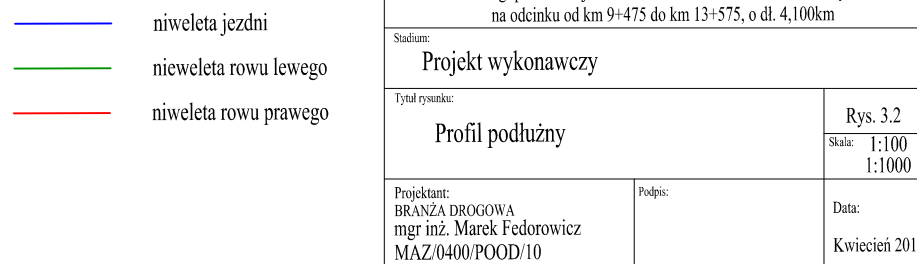 niweleta jezdni
nieweleta rowu lewego
niweleta rowu prawego
na odcinku od km 9+475 do km 13+575, o dł. 4,100km
Stadium:
Projekt wykonawczy
Tytuł rysunku:
Profil podłużny
Rys. 3.2
Skala: 1:100
1:1000
Projektant:
BRANŻA DROGOWA
mgr inż. Marek Fedorowicz
MAZ/0400/POOD/10
Podpis:
Data:
Kwiecień 201